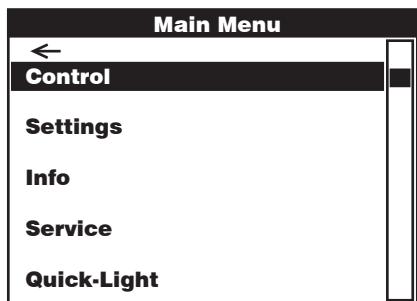 Main Menu
←
Control
Settings
Info
Service
Quick-Light